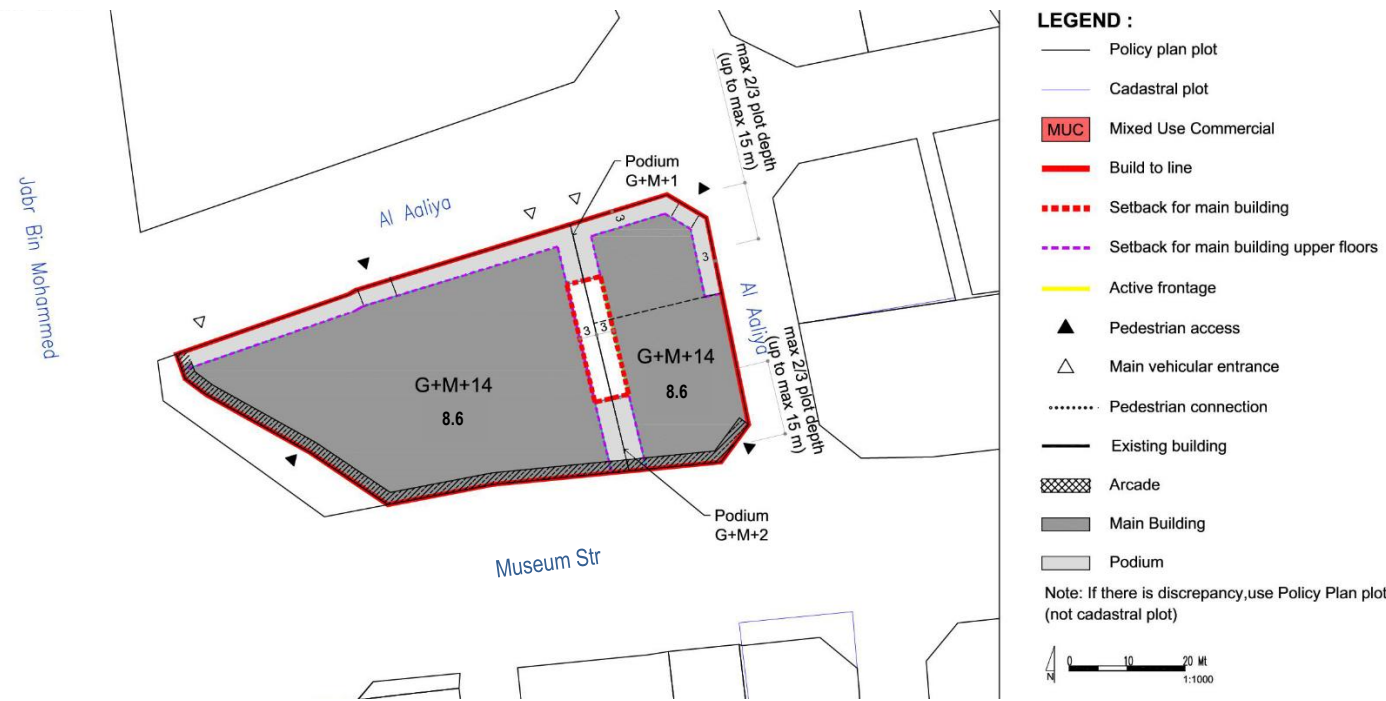 max 2/3 plot depth
(up to max 15 m)
Podium
G+M+1
Al Aaliya
Jabr Bin Mohammed
3
3
3
3
Al Aaliya
G+M+14
8.6
G+M+14
8.6
max 2/3 plot depth
(up to max 15 m)
Podium
G+M+2
Museum Str
LEGEND :
Policy plan plot
Cadastral plot
MUC Mixed Use Commercial
Build to line
Setback for main building
Setback for main building upper floors
Active frontage
Pedestrian access
Main vehicular entrance
Pedestrian connection
Existing building
Arcade
Main Building
Podium
Note: If there is discrepancy,use Policy Plan plot
(not cadastral plot)
N
0 10 20 Mt
1:1000